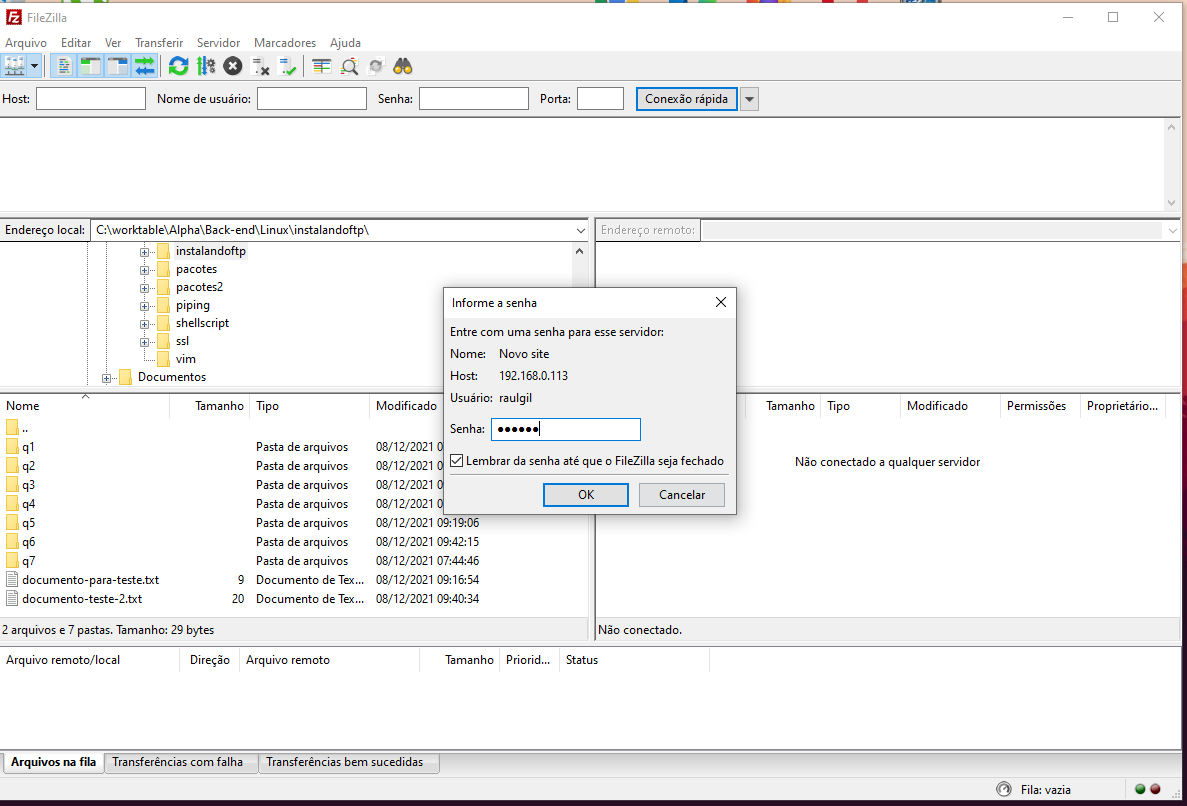 FileZilla
Arquivo Editar Ver Transferir Servidor Marcadores Ajuda
Host: Nome de usuário: Senha: Porta: Conexão rápida
Endereço local: C:\worktable\Alpha\Back-end\Linux\instalandoftp\
Endereço remoto:
instalandoftp
pacotes
pacotes2
piping
shellscript
ssl
vim
Documentos
Informe a senha
Entre com uma senha para esse servidor:
Nome: Novo site
Host: 192.168.0.113
Usuário: raulgil
Senha: ●●●●●●
Lembrar da senha até que o FileZilla seja fechado
OK Cancelar
Nome Tamanho Tipo Modificado
..
q1 Pasta de arquivos 08/12/2021 0
q2 Pasta de arquivos 08/12/2021 0
q3 Pasta de arquivos 08/12/2021 0
q4 Pasta de arquivos 08/12/2021 0
q5 Pasta de arquivos 08/12/2021 09:19:06
q6 Pasta de arquivos 08/12/2021 09:42:15
q7 Pasta de arquivos 08/12/2021 07:44:46
documento-para-teste.txt 9 Documento de Tex... 08/12/2021 09:16:54
documento-teste-2.txt 20 Documento de Tex... 08/12/2021 09:40:34
2 arquivos e 7 pastas. Tamanho: 29 bytes
Tamanho Tipo Modificado Permissões Proprietário...
Não conectado a qualquer servidor
Não conectado.
Arquivo remoto/local Direção Arquivo remoto Tamanho Priorid... Status
Arquivos na fila Transferências com falha Transferências bem sucedidas
Fila: vazia